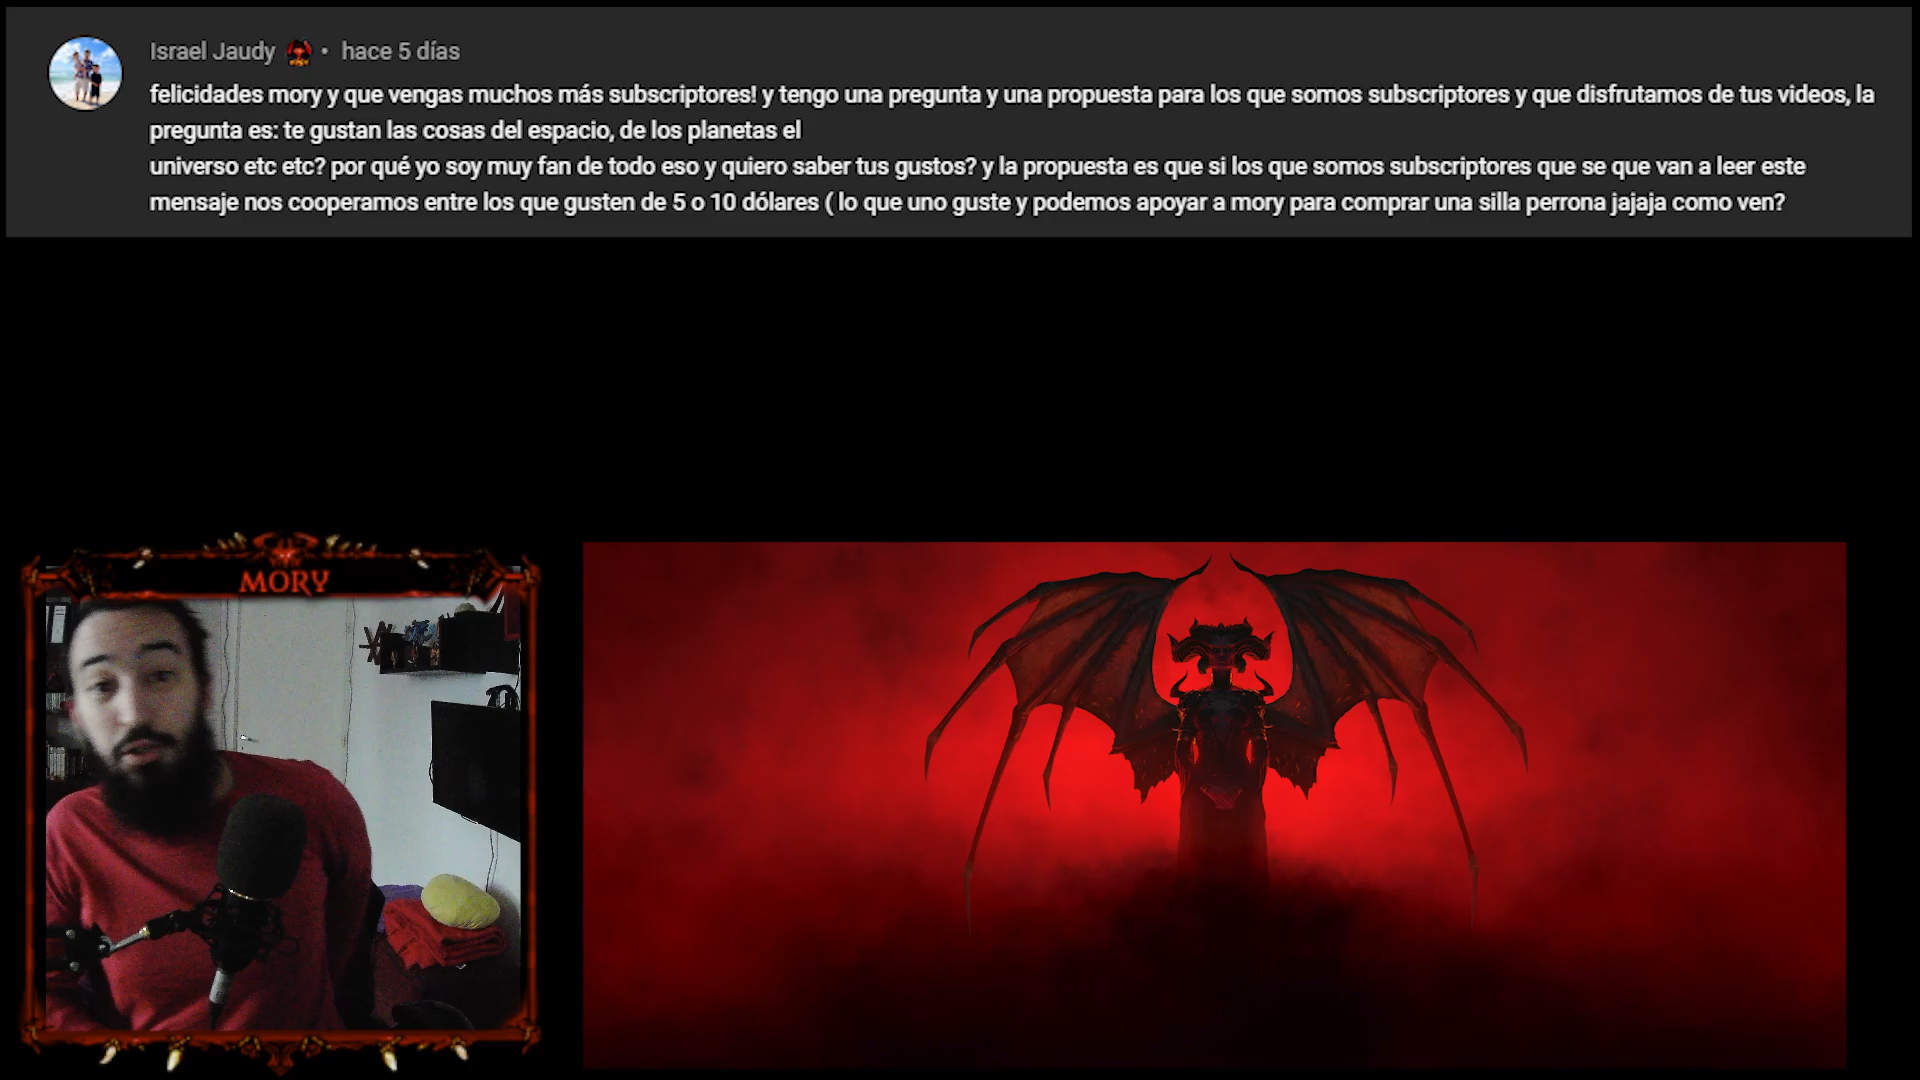 Israel Jaudy • hace 5 días
felicidades mory y que vengas muchos más subscriptores! y tengo una pregunta y una propuesta para los que somos subscriptores y que disfrutamos de tus videos, la
pregunta es: te gustan las cosas del espacio, de los planetas el
universo etc etc? por qué yo soy muy fan de todo eso y quiero saber tus gustos? y la propuesta es que si los que somos subscriptores que se que van a leer este
mensaje nos cooperamos entre los que gusten de 5 o 10 dólares ( lo que uno guste y podemos apoyar a mory para comprar una silla perrona jajaja como ven?
MORY